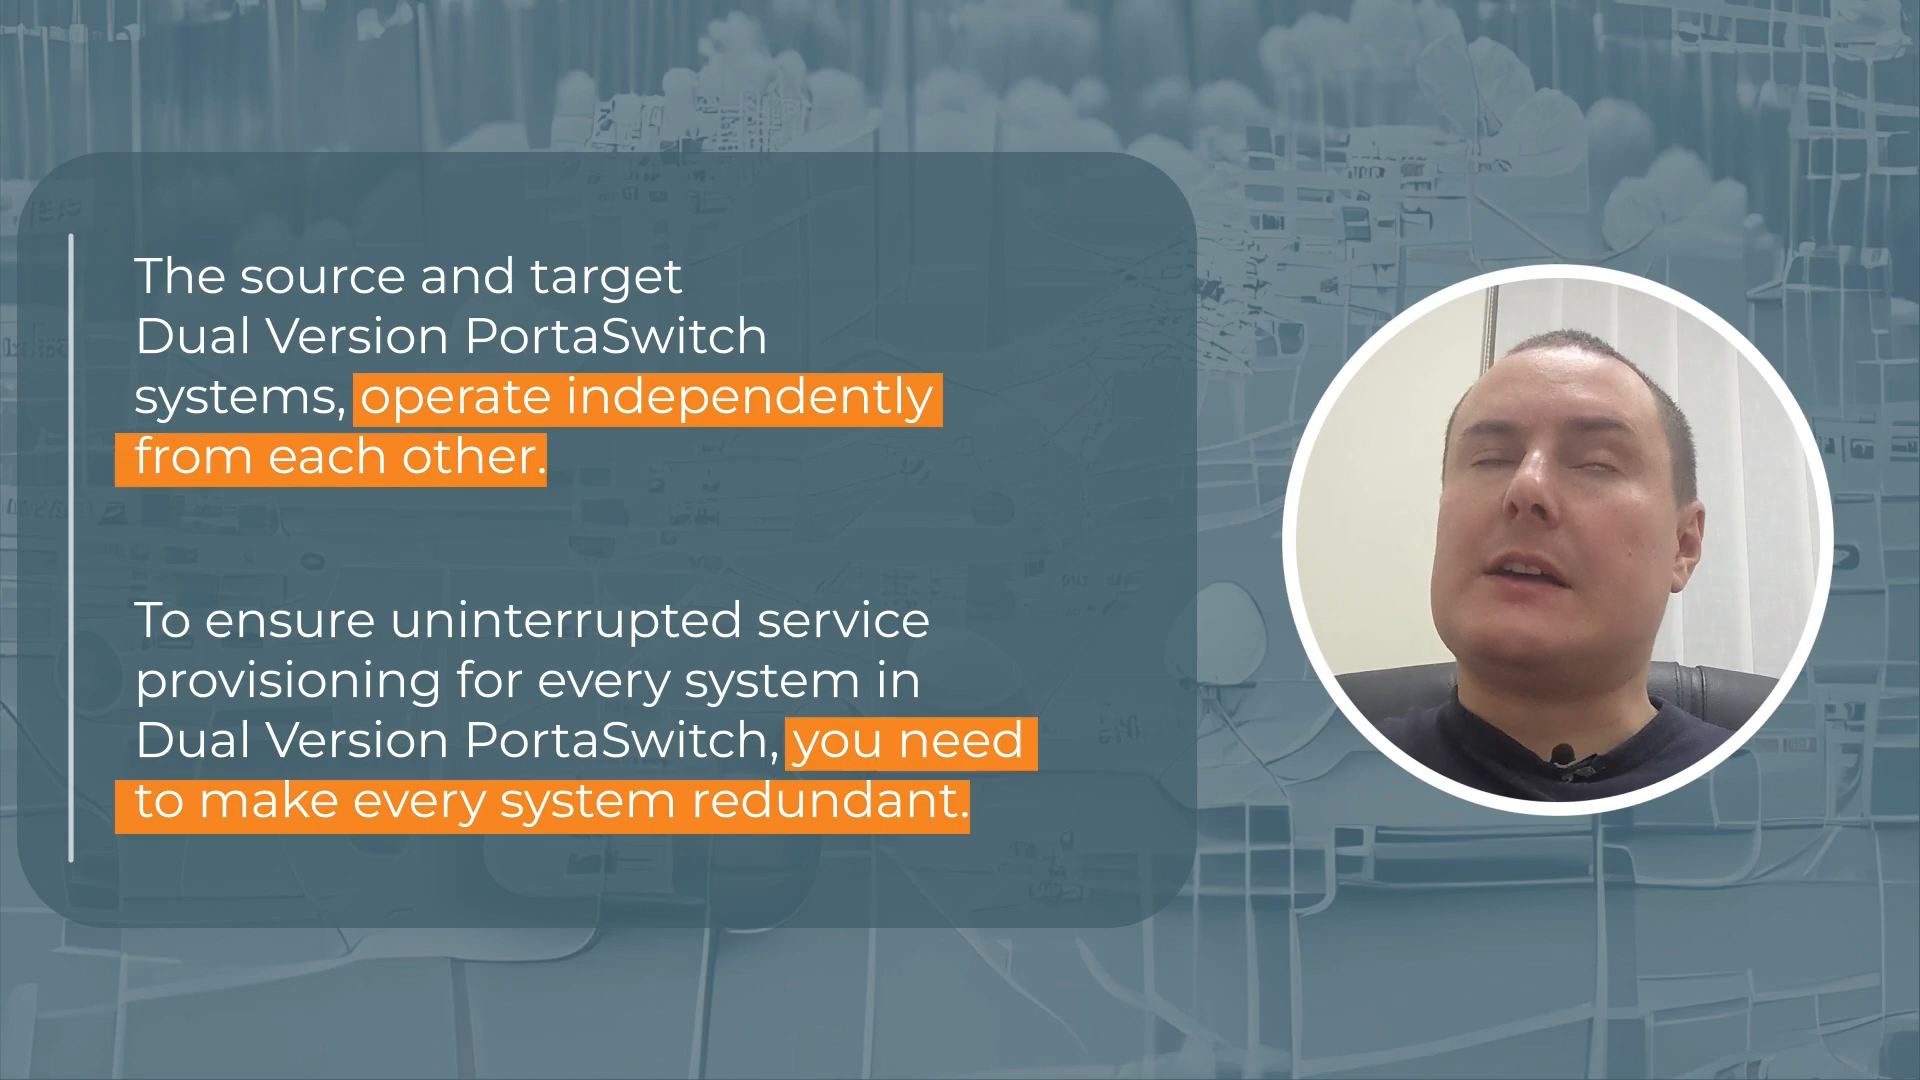 The source and target
Dual Version PortaSwitch
systems, operate independently
from each other.
To ensure uninterrupted service
provisioning for every system in
Dual Version PortaSwitch, you need
to make every system redundant.